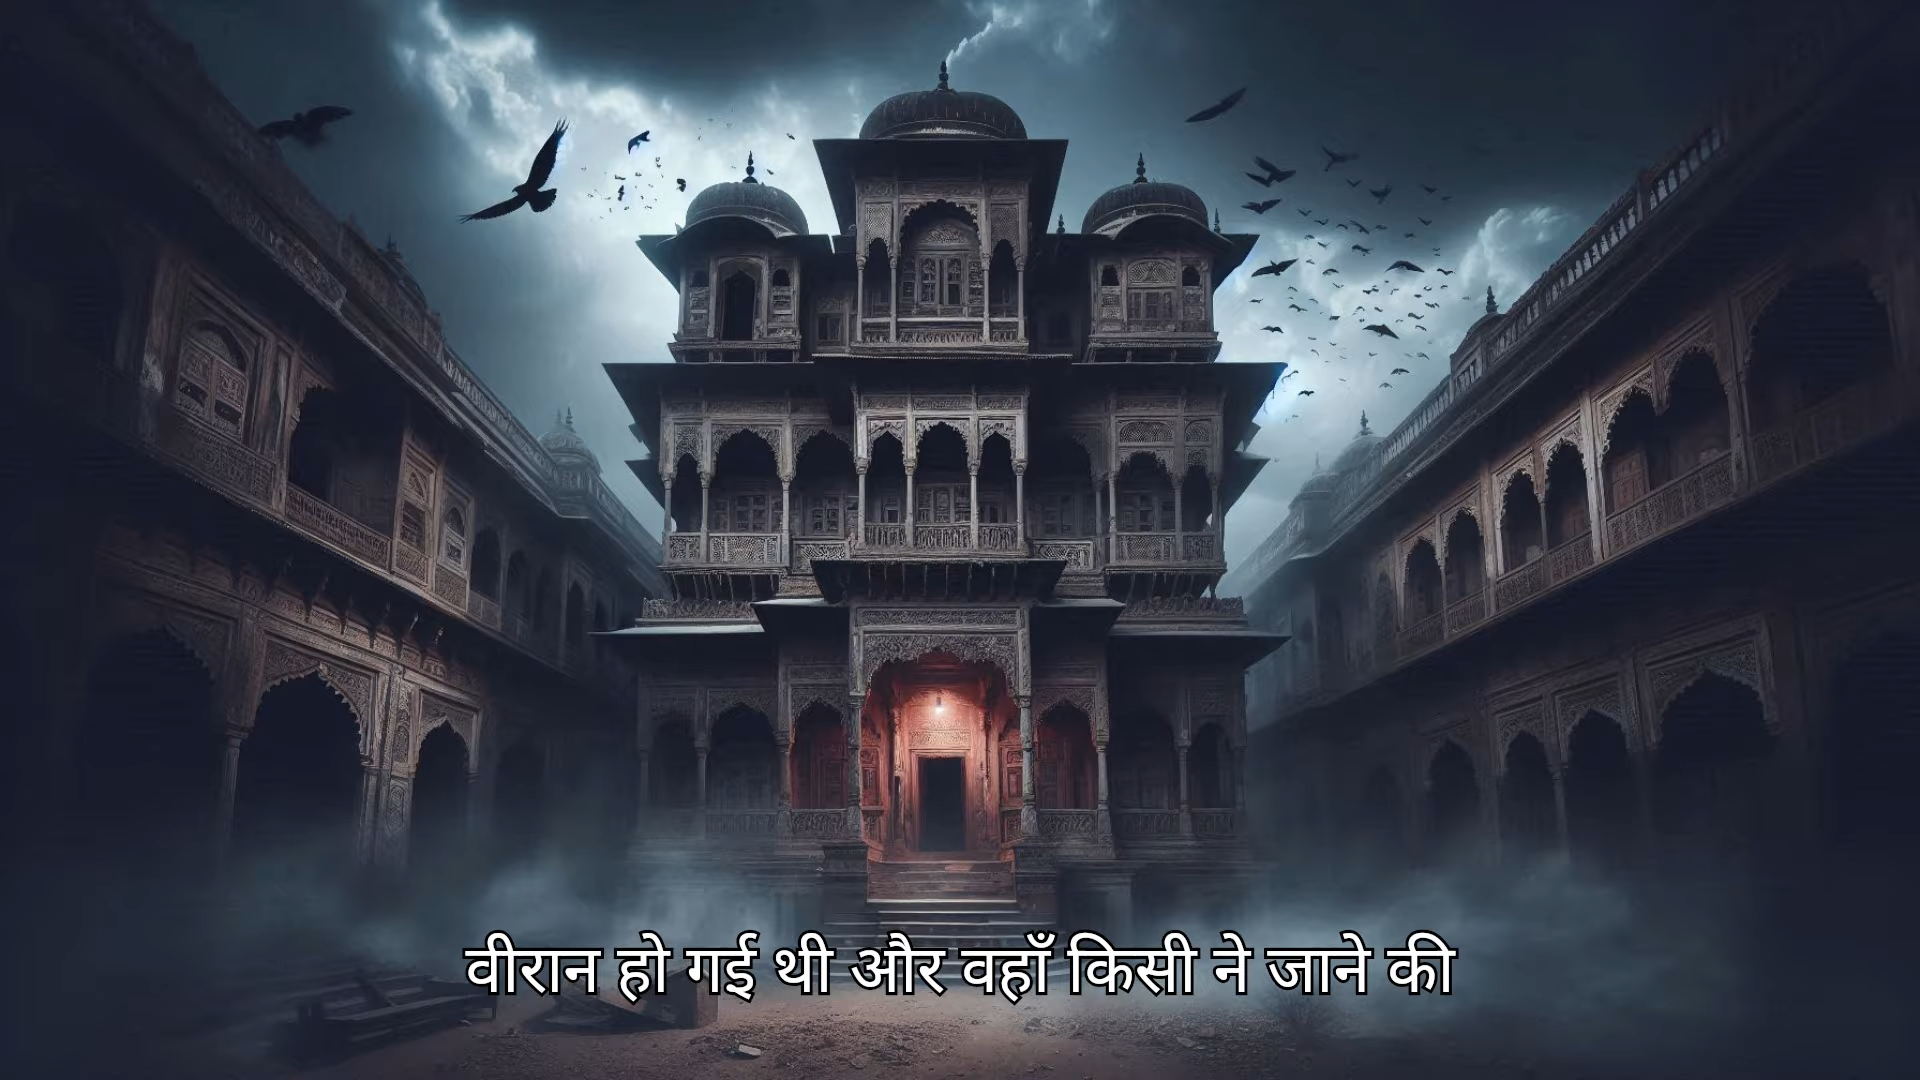 वीरान हो गई थी और वहाँ किसी ने जाने की